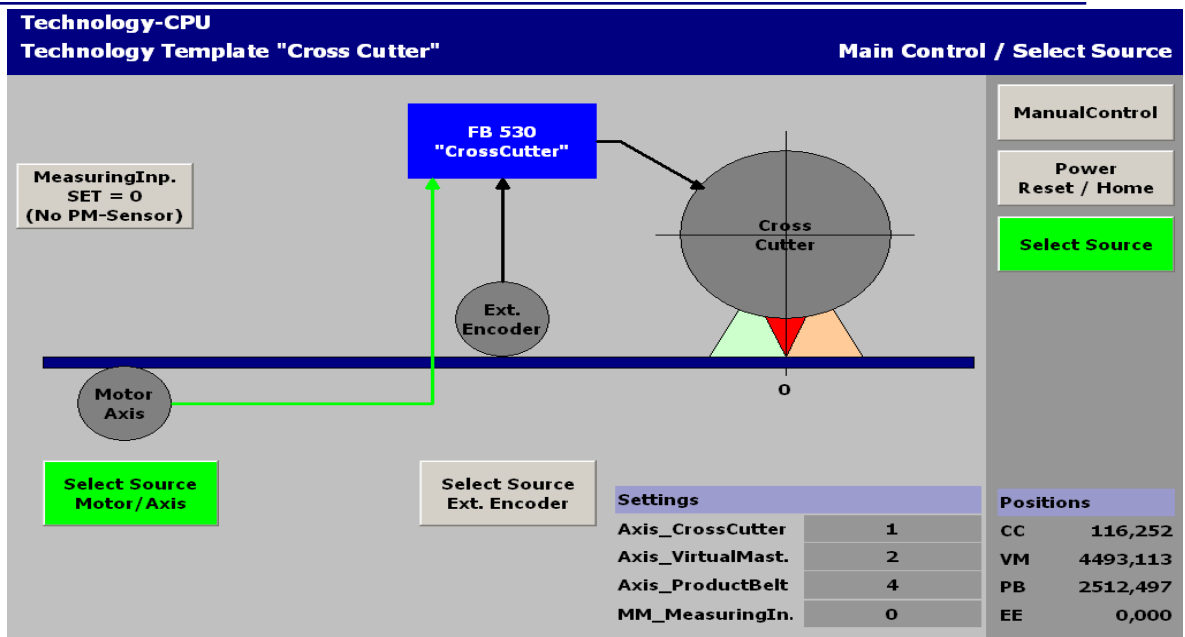 Technology-CPU
Technology Template "Cross Cutter"
Main Control / Select Source
FB 530
"CrossCutter"
MeasuringInp.
SET = 0
(No PM-Sensor)
Ext.
Encoder
Cross
Cutter
Motor
Axis
0
Select Source
Motor/Axis
Select Source
Ext. Encoder
Settings
Axis_CrossCutter 1
Axis_VirtualMast. 2
Axis_ProductBelt 4
MM_MeasuringIn. 0
ManualControl
Power
Reset / Home
Select Source
Positions
CC 116,252
VM 4493,113
PB 2512,497
EE 0,000